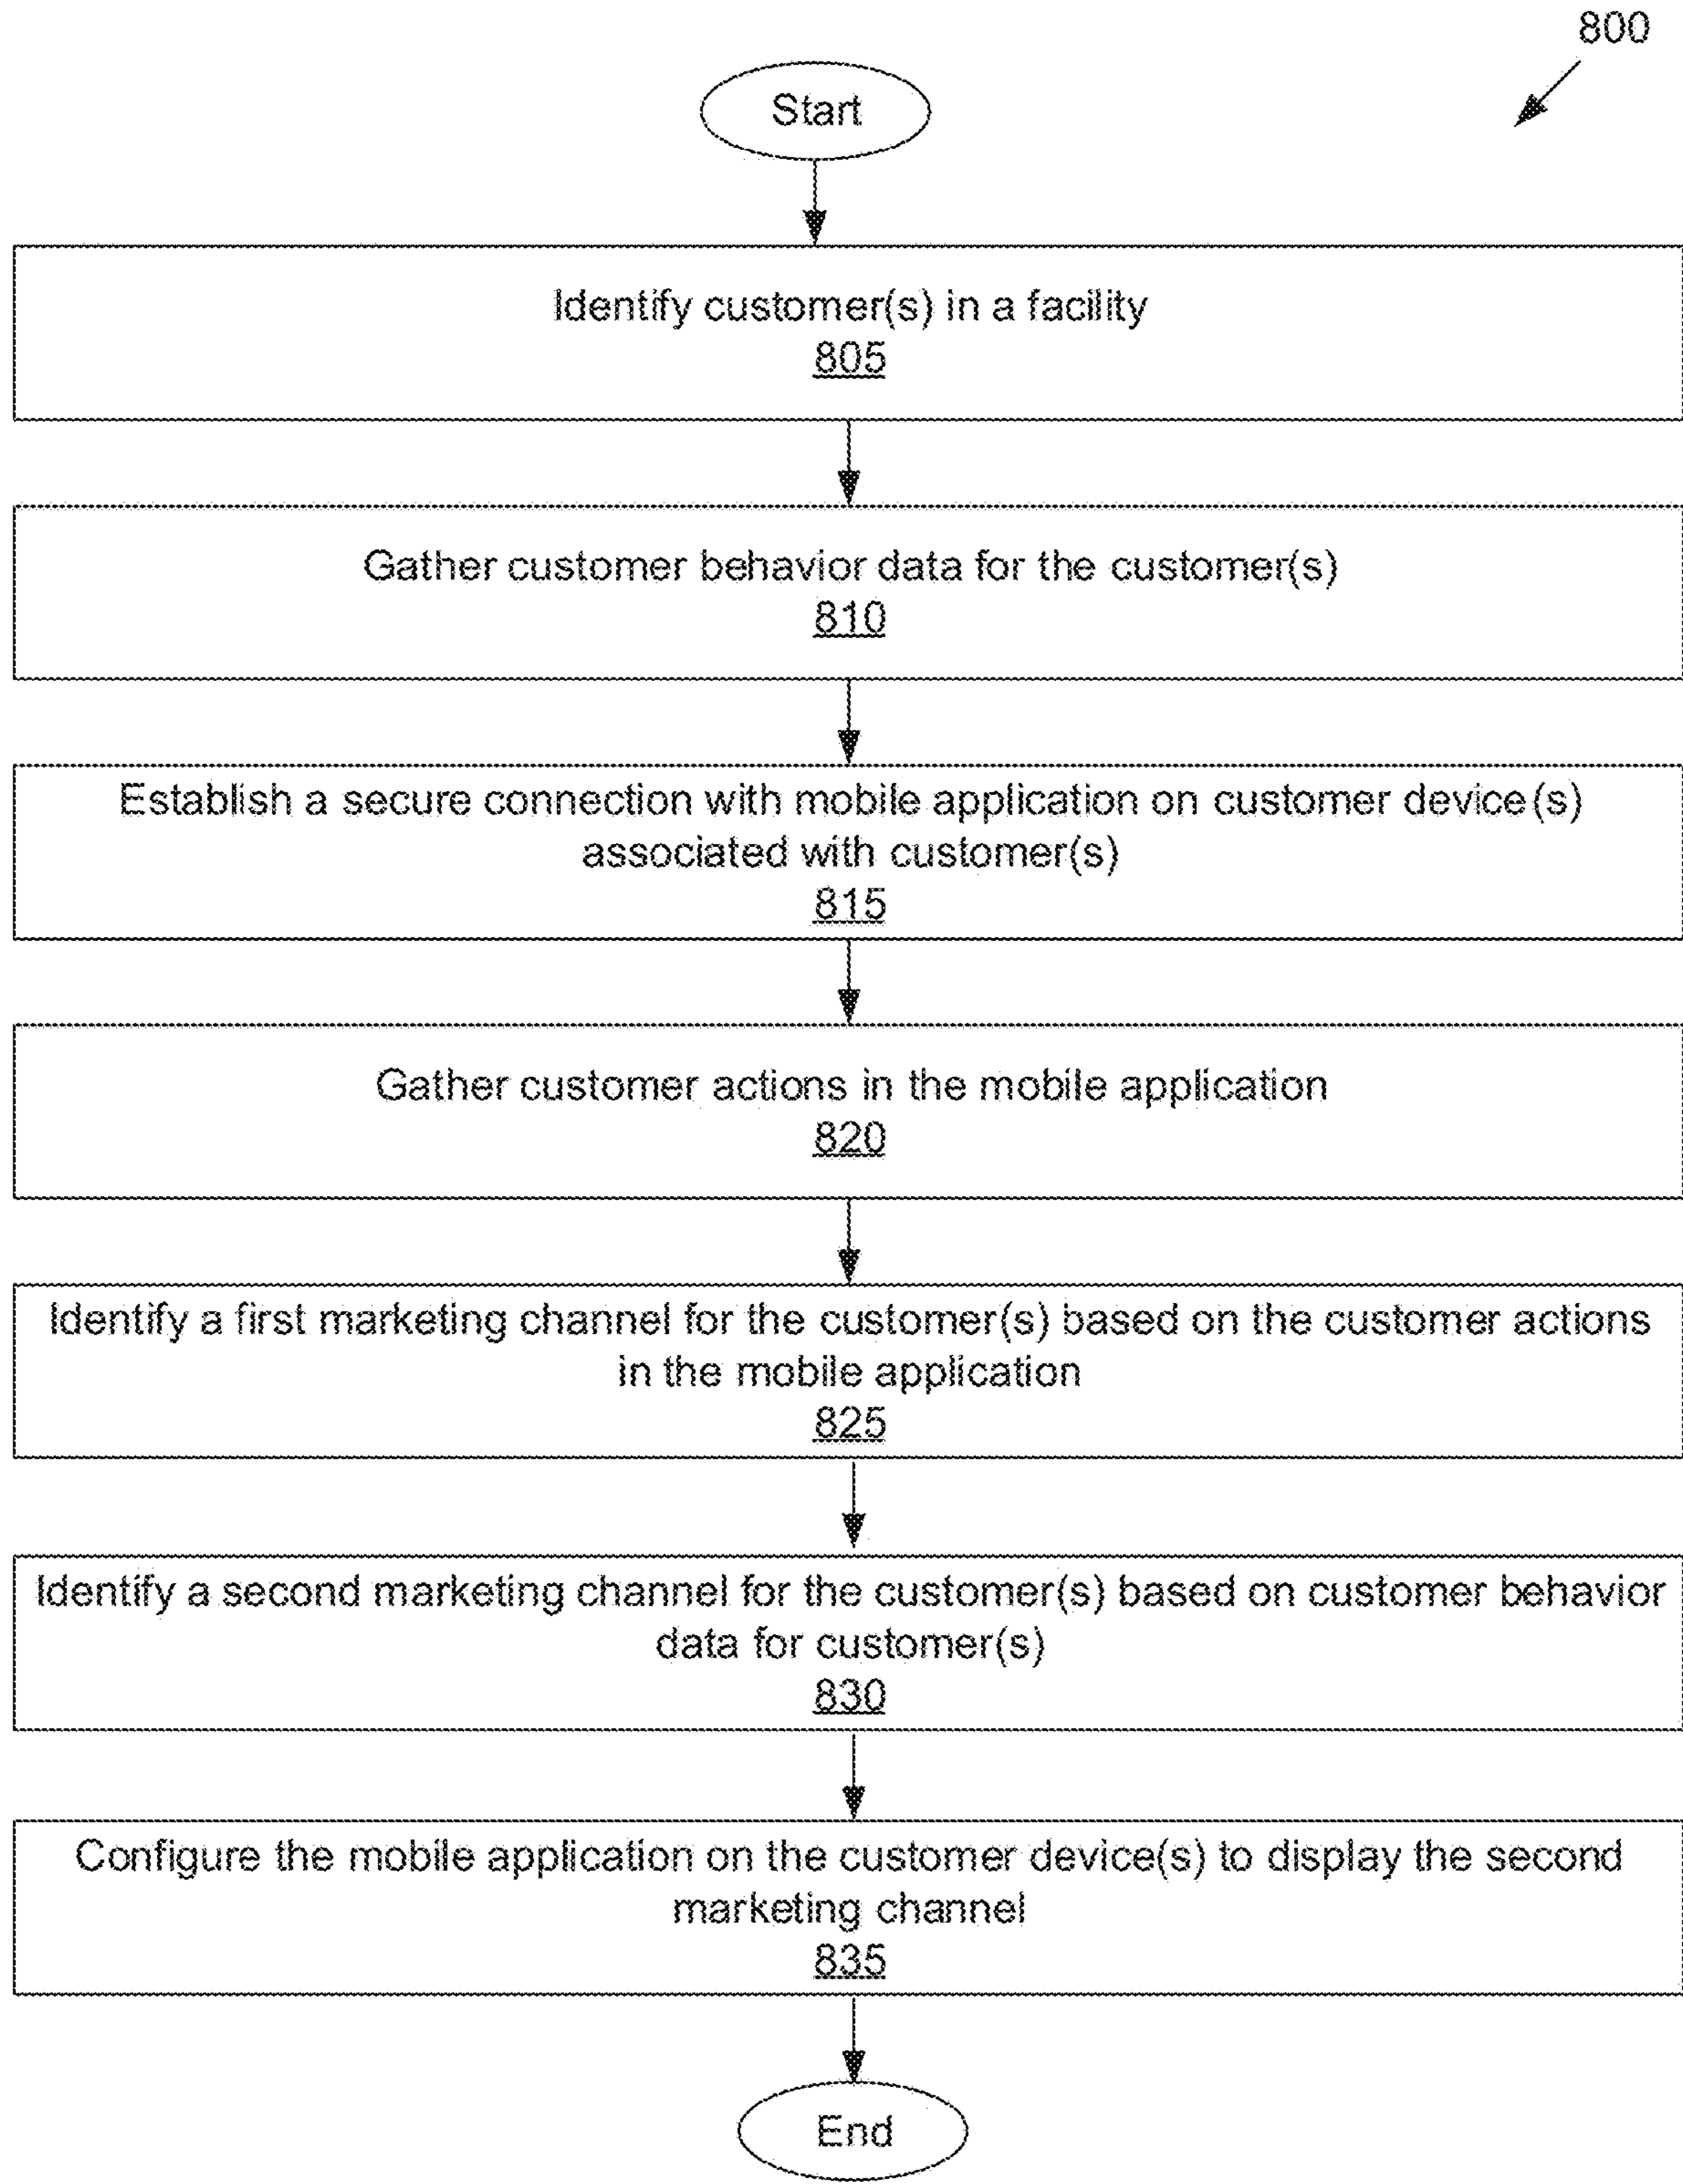 800
Start
Identify customer(s) in a facility
805
Gather customer behavior data for the customer(s)
810
Establish a secure connection with mobile application on customer device(s)
associated with customer(s)
815
Gather customer actions in the mobile application
820
Identify a first marketing channel for the customer(s) based on the customer actions
in the mobile application
825
Identify a second marketing channel for the customer(s) based on customer behavior
data for customer(s)
830
Configure the mobile application on the customer device(s) to display the second
marketing channel
835
End